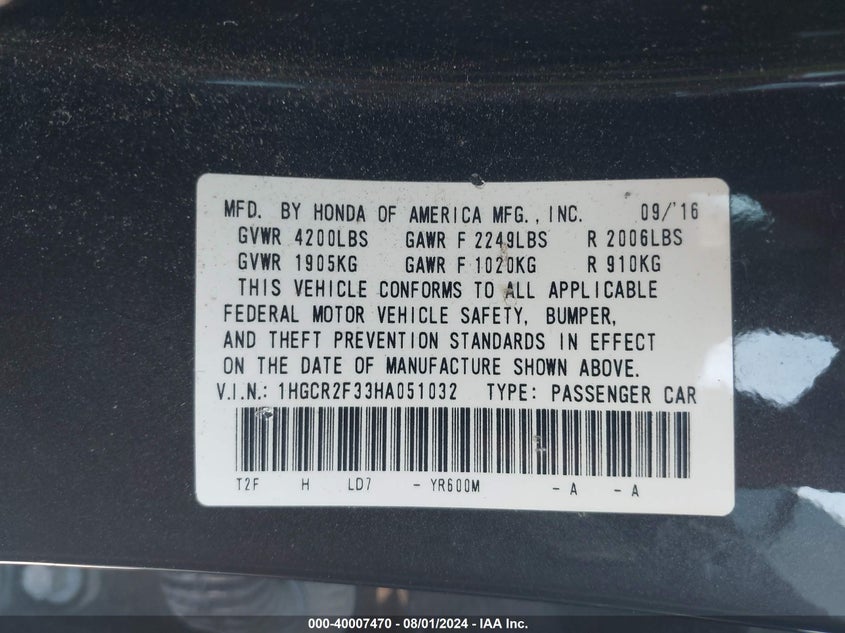 MFD. BY HONDA OF AMERICA MFG., INC. 09/'16
GVWR 4200LBS GAWR F 2249LBS R 2006LBS
GVWR 1905KG GAWR F 1020KG R 910KG
THIS VEHICLE CONFORMS TO ALL APPLICABLE
FEDERAL MOTOR VEHICLE SAFETY, BUMPER,
AND THEFT PREVENTION STANDARDS IN EFFECT
ON THE DATE OF MANUFACTURE SHOWN ABOVE.
V.I.N.: 1HGCR2F33HA051032 TYPE: PASSENGER CAR
T2F H LD7 - YR600M - A - A
000-40007470 - 08/01/2024 - IAA Inc.